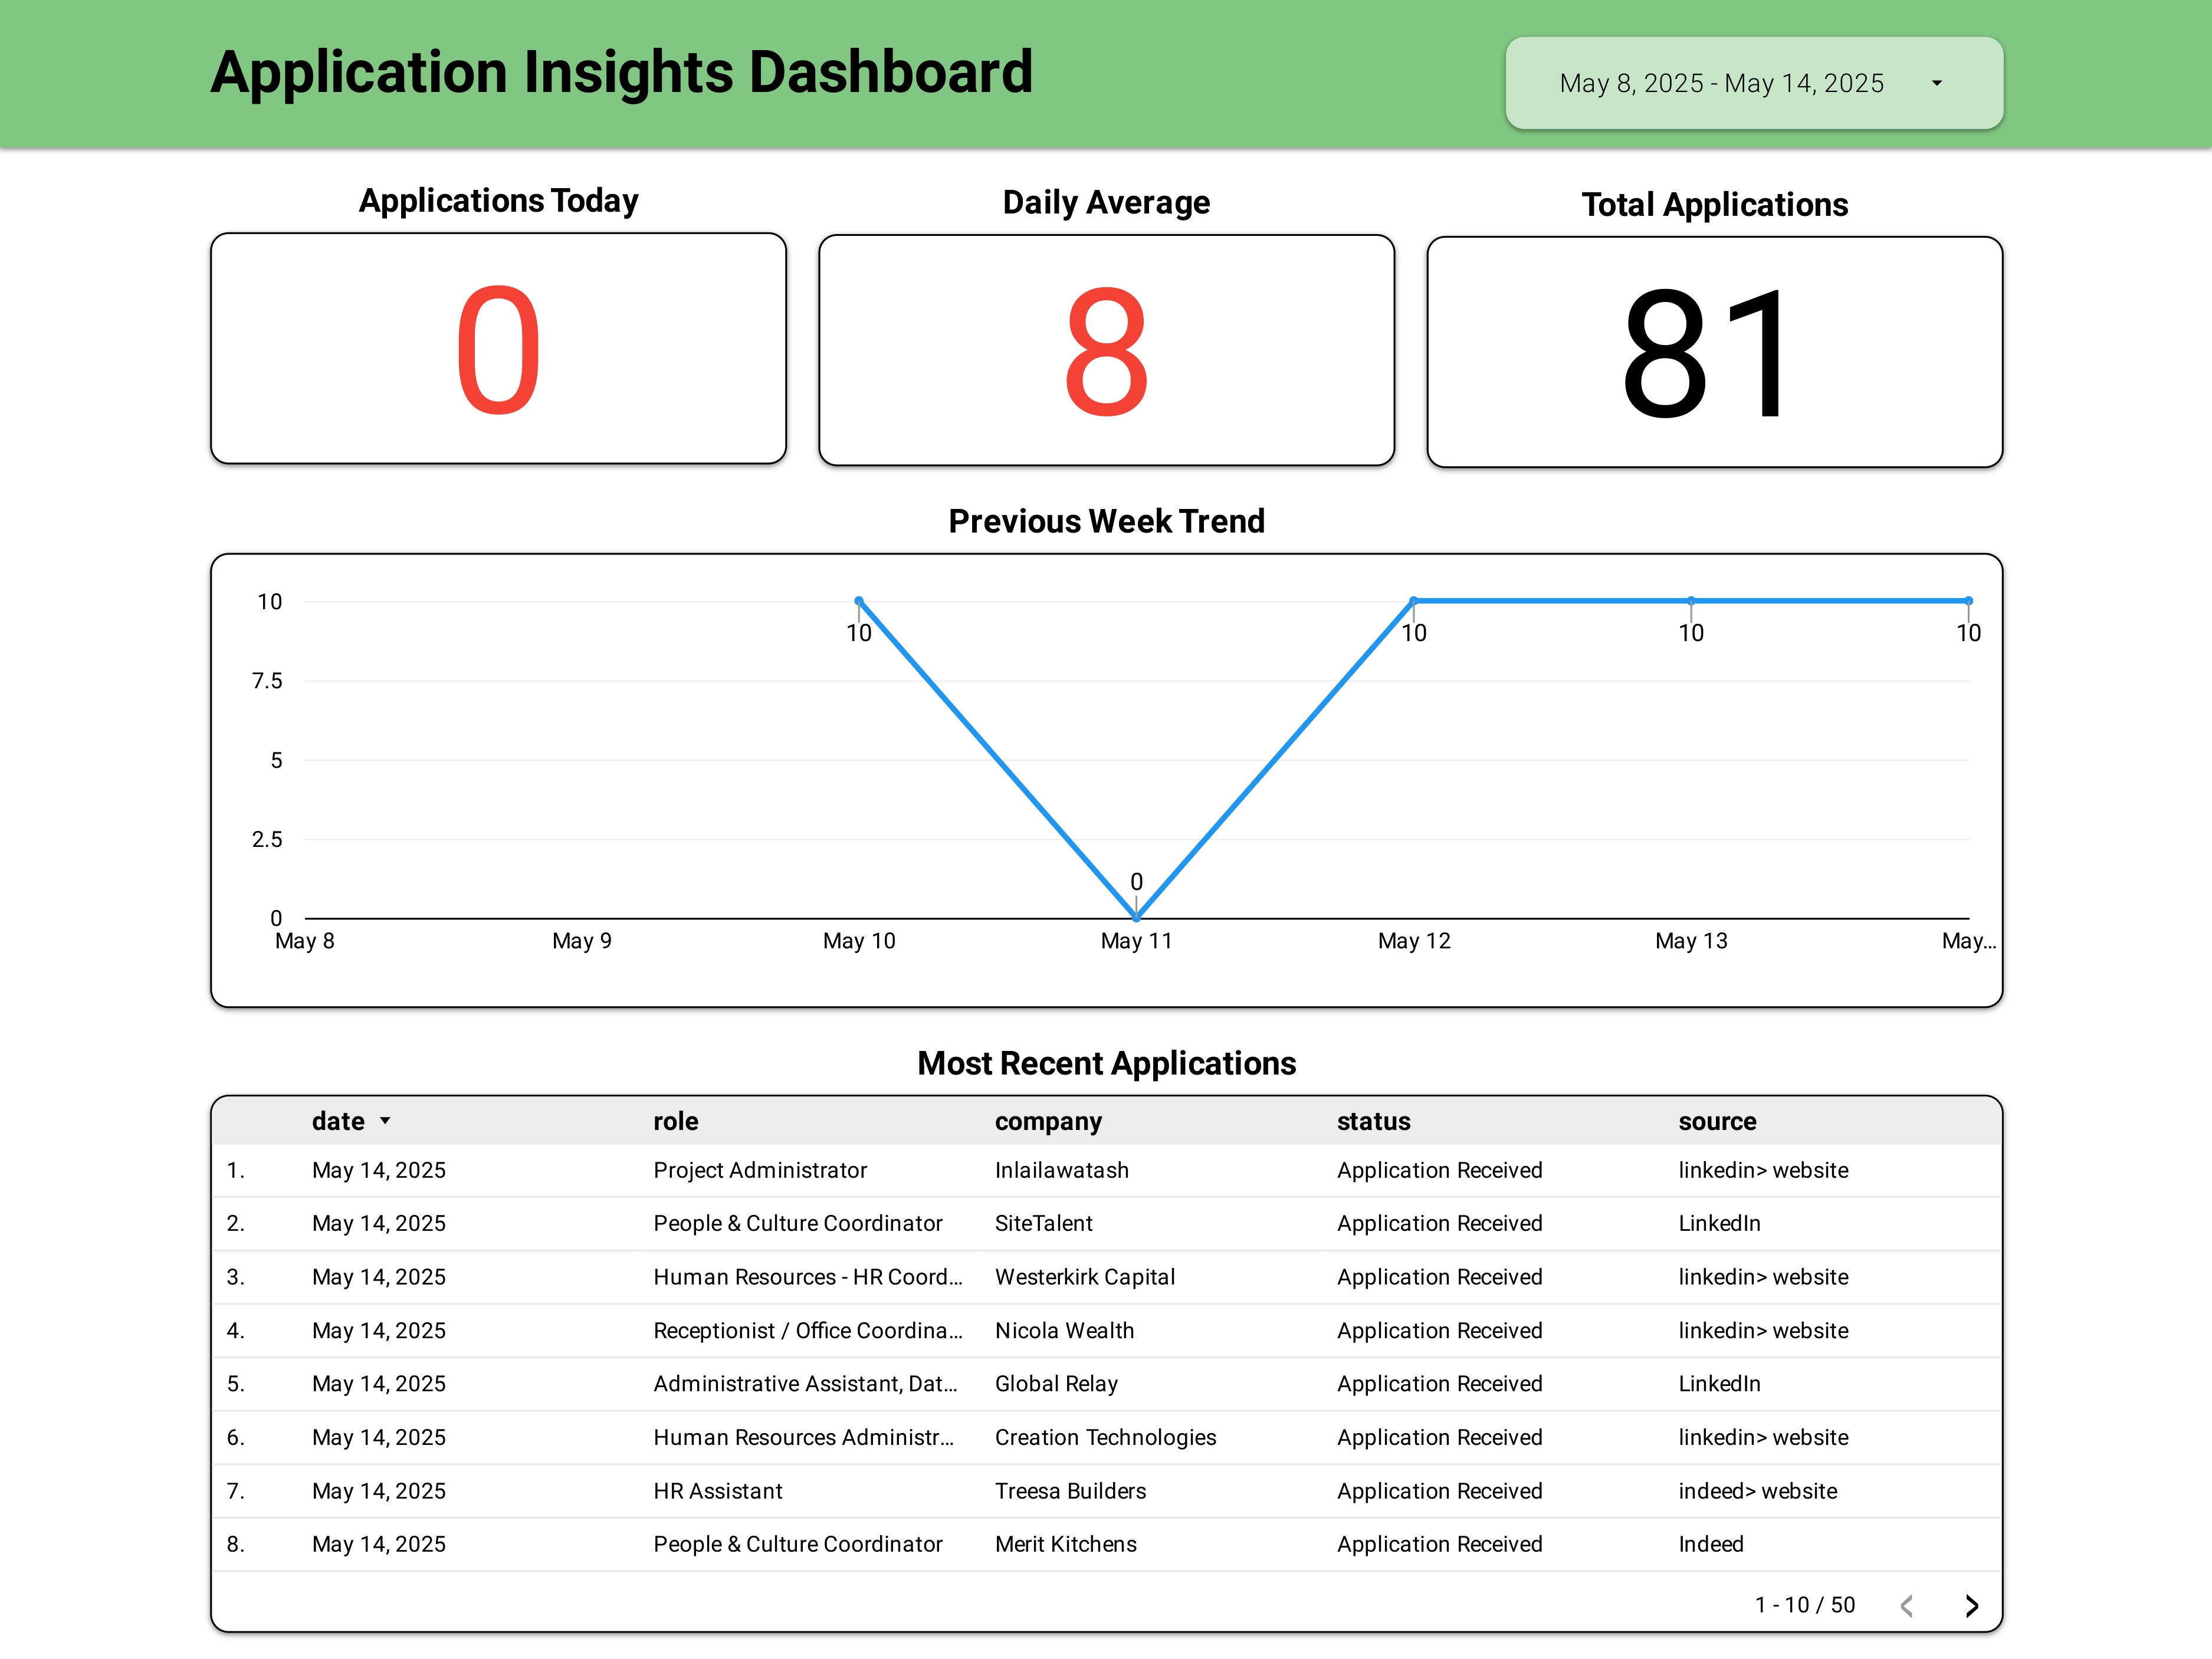 Application Insights Dashboard
May 8, 2025 - May 14, 2025
Applications Today
Daily Average
Total Applications
0
8
81
Previous Week Trend
10
7.5
5
2.5
0
10
0
10
10
10
May 8
May 9
May 10
May 11
May 12
May 13
May...
Most Recent Applications
date role company status source
1. May 14, 2025 Project Administrator Inlailawatash Application Received linkedin> website
2. May 14, 2025 People & Culture Coordinator SiteTalent Application Received LinkedIn
3. May 14, 2025 Human Resources - HR Coord... Westerkirk Capital Application Received linkedin> website
4. May 14, 2025 Receptionist / Office Coordina... Nicola Wealth Application Received linkedin> website
5. May 14, 2025 Administrative Assistant, Dat... Global Relay Application Received LinkedIn
6. May 14, 2025 Human Resources Administr... Creation Technologies Application Received linkedin> website
7. May 14, 2025 HR Assistant Treesa Builders Application Received indeed> website
8. May 14, 2025 People & Culture Coordinator Merit Kitchens Application Received Indeed
1 - 10 / 50